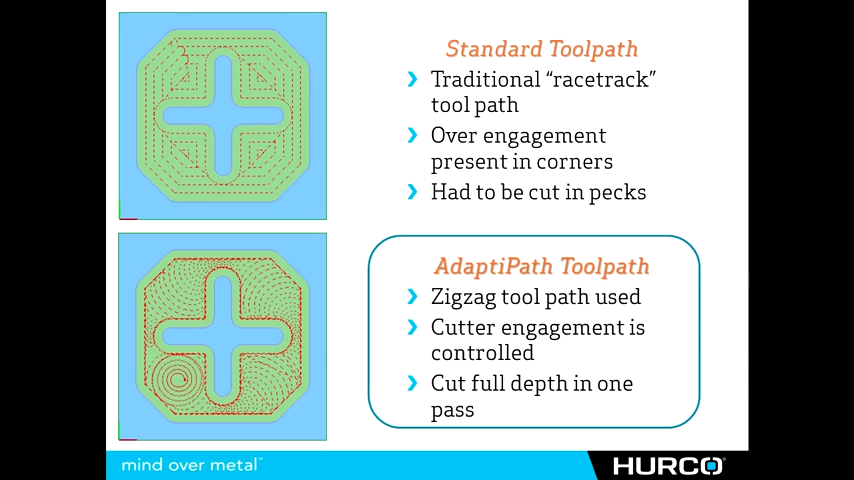 Standard Toolpath
Traditional “racetrack”
tool path
Over engagement
present in corners
Had to be cut in pecks
AdaptiPath Toolpath
Zigzag tool path used
Cutter engagement is
controlled
Cut full depth in one
pass
mind over metal™
HURCO